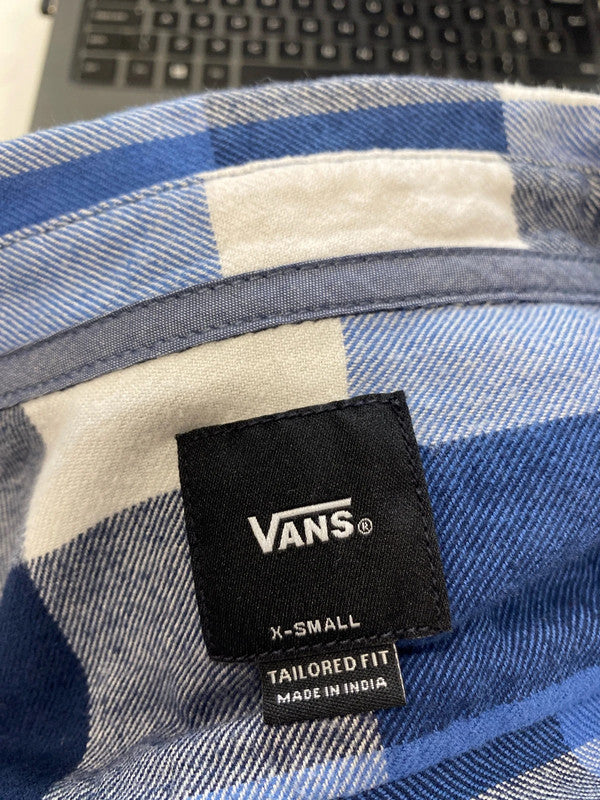 VANS®
X-SMALL
TAILORED FIT
MADE IN INDIA